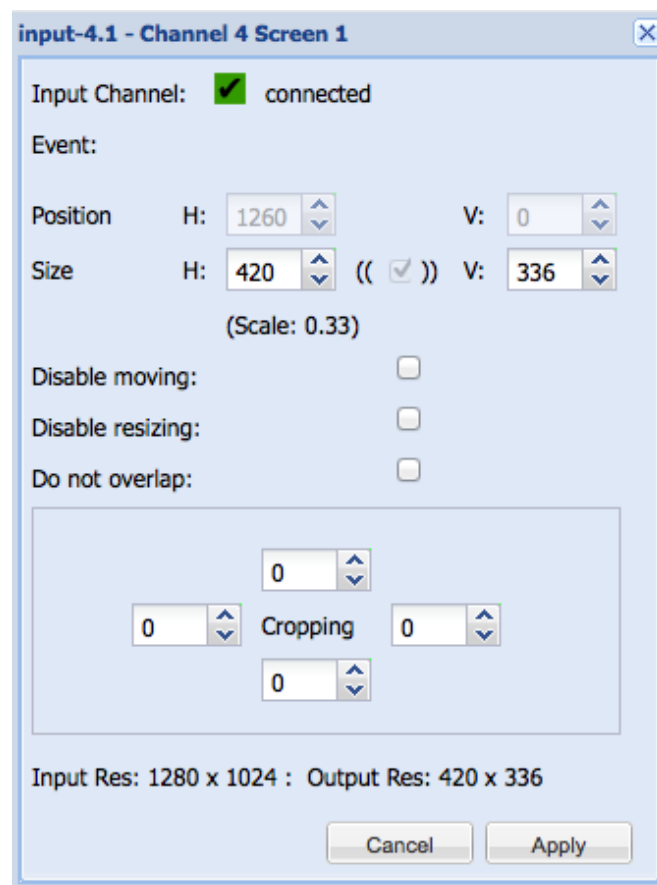 input-4.1 - Channel 4 Screen 1
Input Channel: connected
Event:
Position H: 1260 V: 0
Size H: 420 (( )) V: 336
(Scale: 0.33)
Disable moving:
Disable resizing:
Do not overlap:
0
0 Cropping 0
0
Input Res: 1280 x 1024 : Output Res: 420 x 336
Cancel Apply